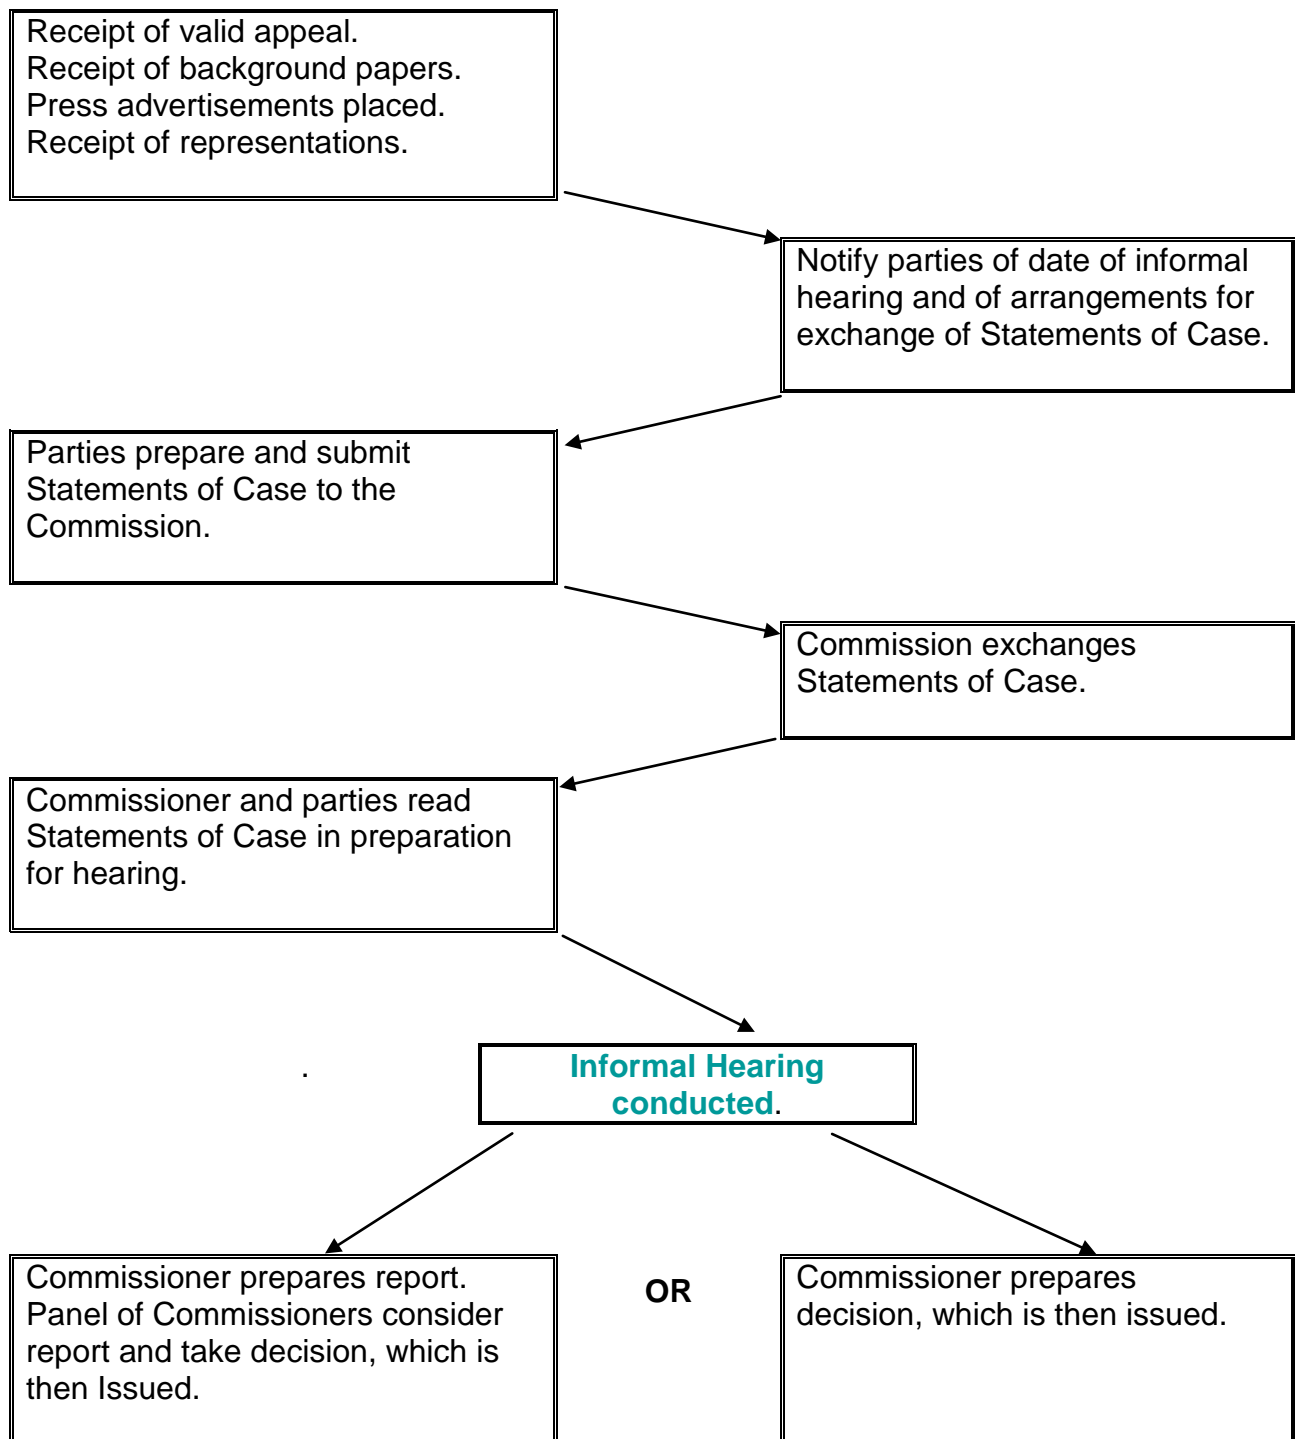 Receipt of valid appeal.
Receipt of background papers.
Press advertisements placed.
Receipt of representations.
Notify parties of date of informal
hearing and of arrangements for
exchange of Statements of Case.
Parties prepare and submit
Statements of Case to the
Commission.
Commission exchanges
Statements of Case.
Commissioner and parties read
Statements of Case in preparation
for hearing.
.
Informal Hearing
conducted.
Commissioner prepares report.
Panel of Commissioners consider
report and take decision, which is
then Issued.
OR
Commissioner prepares
decision, which is then issued.